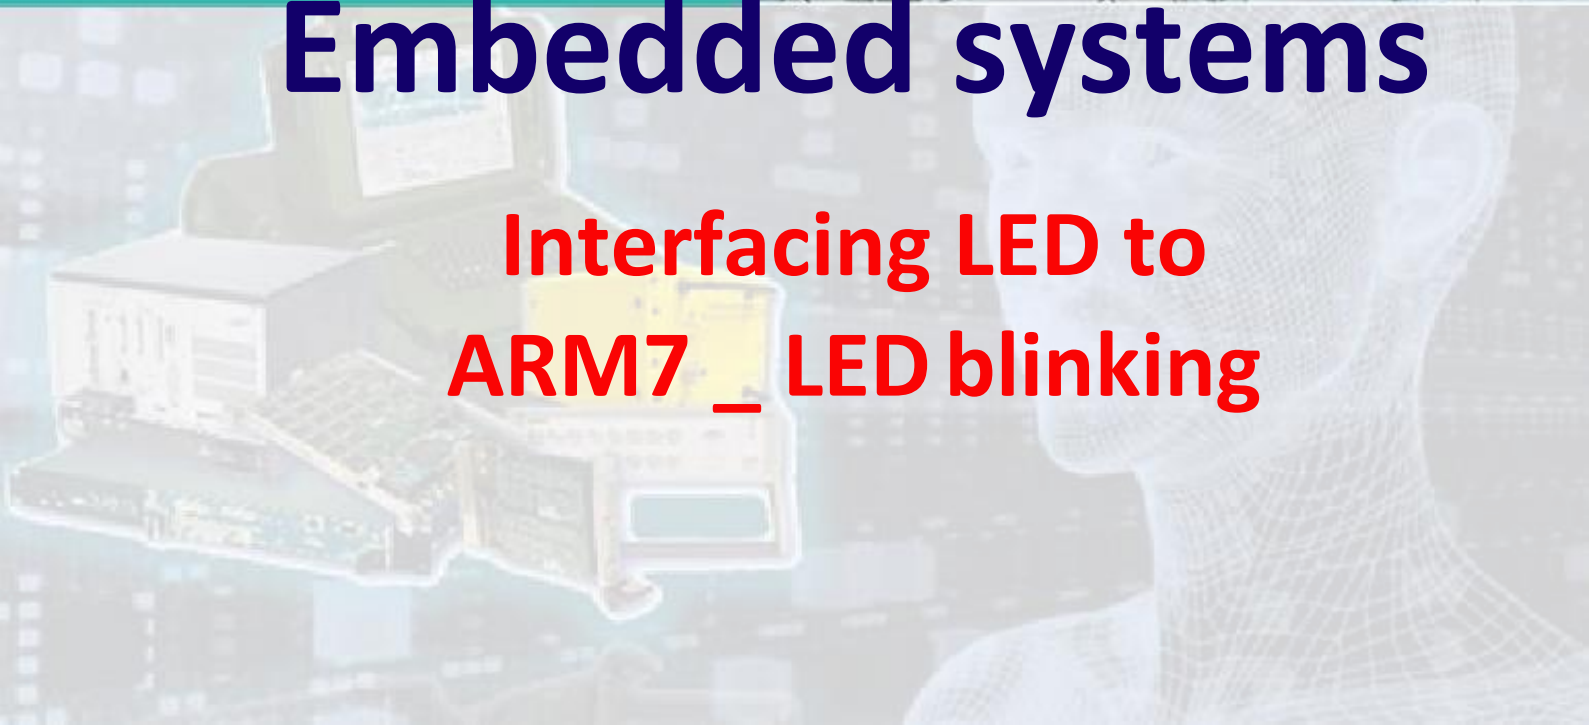 Embedded systems
Interfacing LED to
ARM7 _ LED blinking